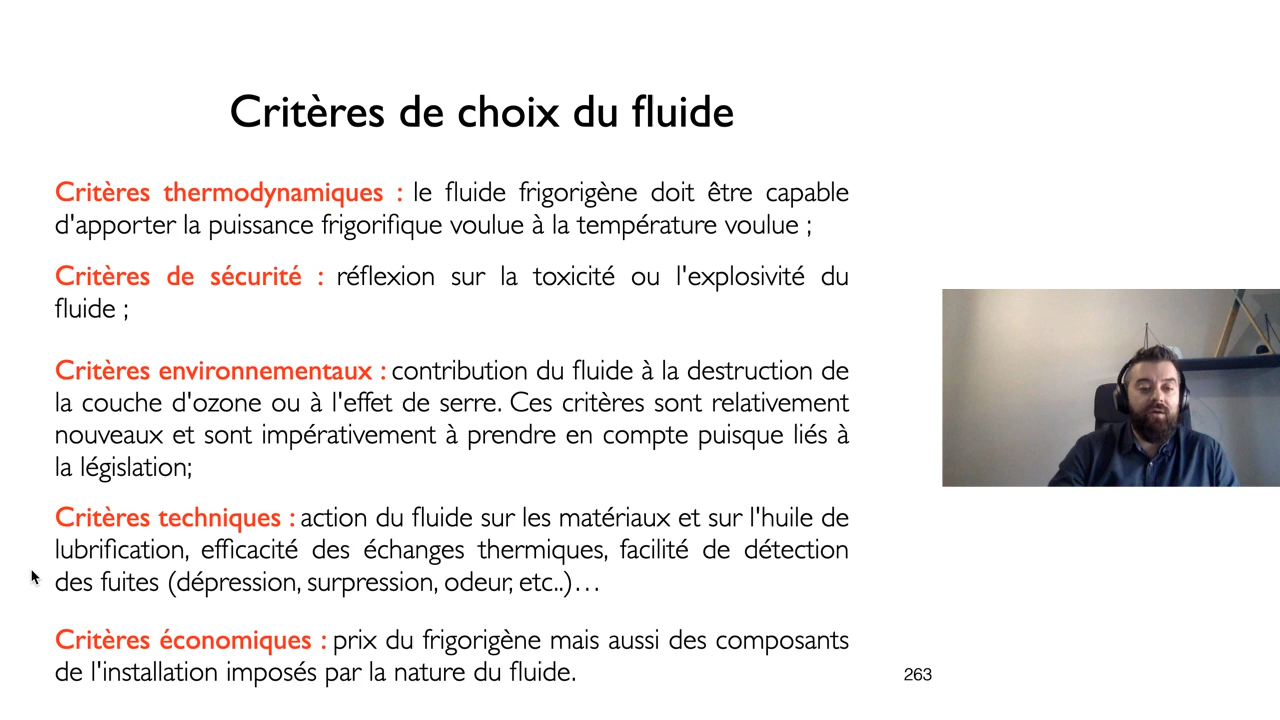 Critères de choix du fluide
Critères thermodynamiques : le fluide frigorigène doit être capable
d'apporter la puissance frigorifique voulue à la température voulue ;
Critères de sécurité : réflexion sur la toxicité ou l'explosivité du
fluide ;
Critères environnementaux : contribution du fluide à la destruction de
la couche d'ozone ou à l'effet de serre. Ces critères sont relativement
nouveaux et sont impérativement à prendre en compte puisque liés à
la législation;
Critères techniques : action du fluide sur les matériaux et sur l'huile de
lubrification, efficacité des échanges thermiques, facilité de détection
des fuites (dépression, surpression, odeur, etc..)…
Critères économiques : prix du frigorigène mais aussi des composants
de l'installation imposés par la nature du fluide.
263